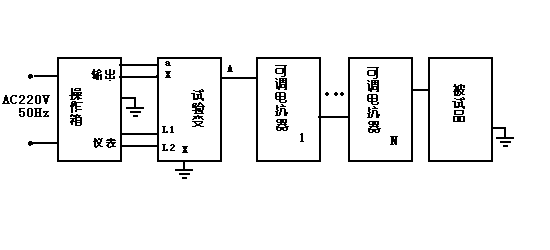 AC220V
50Hz
操作箱
输出
仪表
a
X
L1
L2
X
试验变
A
可调电抗器
1
...
可调电抗器
N
被试品